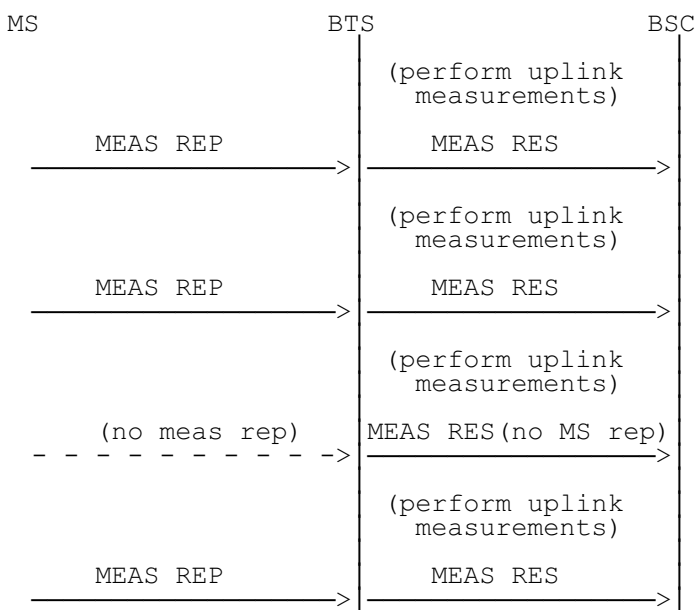 MS BTS BSC
(perform uplink
measurements)
MEAS REP MEAS RES
(perform uplink
measurements)
MEAS REP MEAS RES
(perform uplink
measurements)
(no meas rep) MEAS RES(no MS rep)
(perform uplink
measurements)
MEAS REP MEAS RES